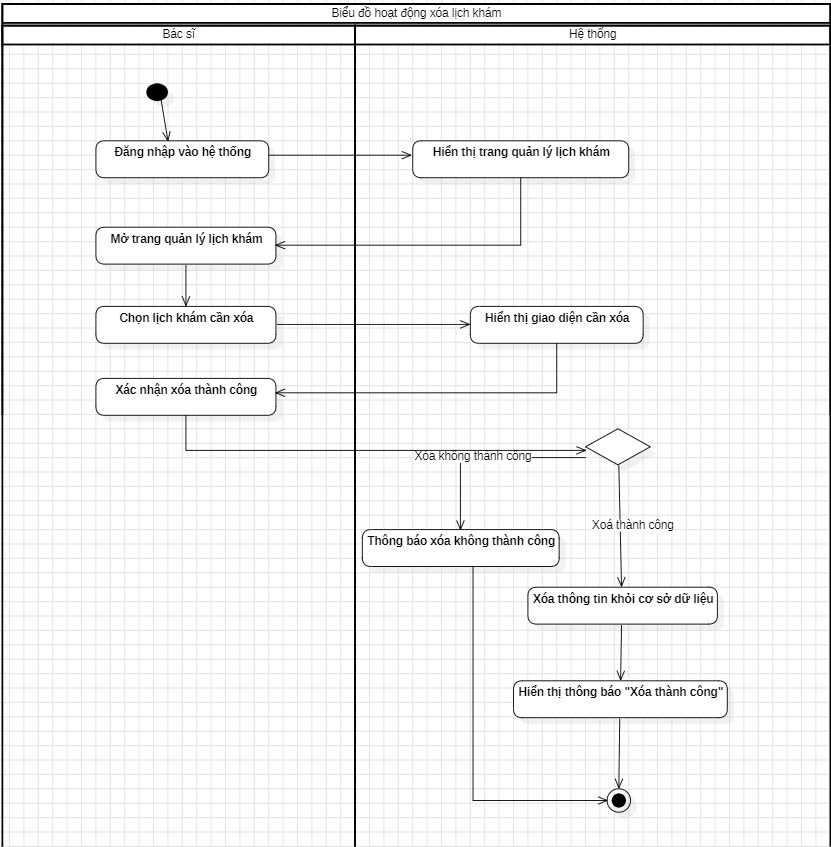 Biểu đồ hoạt động xóa lịch khám
Bác sĩ
Hệ thống
Đăng nhập vào hệ thống
Hiển thị trang quản lý lịch khám
Mở trang quản lý lịch khám
Chọn lịch khám cần xóa
Hiển thị giao diện cần xóa
Xác nhận xóa thành công
Xóa không thành công
Xoá thành công
Thông báo xóa không thành công
Xóa thông tin khỏi cơ sở dữ liệu
Hiển thị thông báo "Xóa thành công"